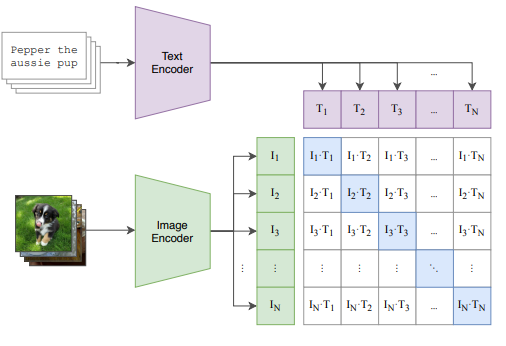 Pepper the
aussie pup
Text
Encoder
...
T1 T2 T3 ... TN
I1 I1·T1 I1·T2 I1·T3 ... I1·TN
I2 I2·T1 I2·T2 I2·T3 ... I2·TN
Image
Encoder
I3 I3·T1 I3·T2 I3·T3 ... I3·TN
⋮ ⋮ ⋮ ⋮ ⋮ ⋱ ⋮
IN IN·T1 IN·T2 IN·T3 ... IN·TN